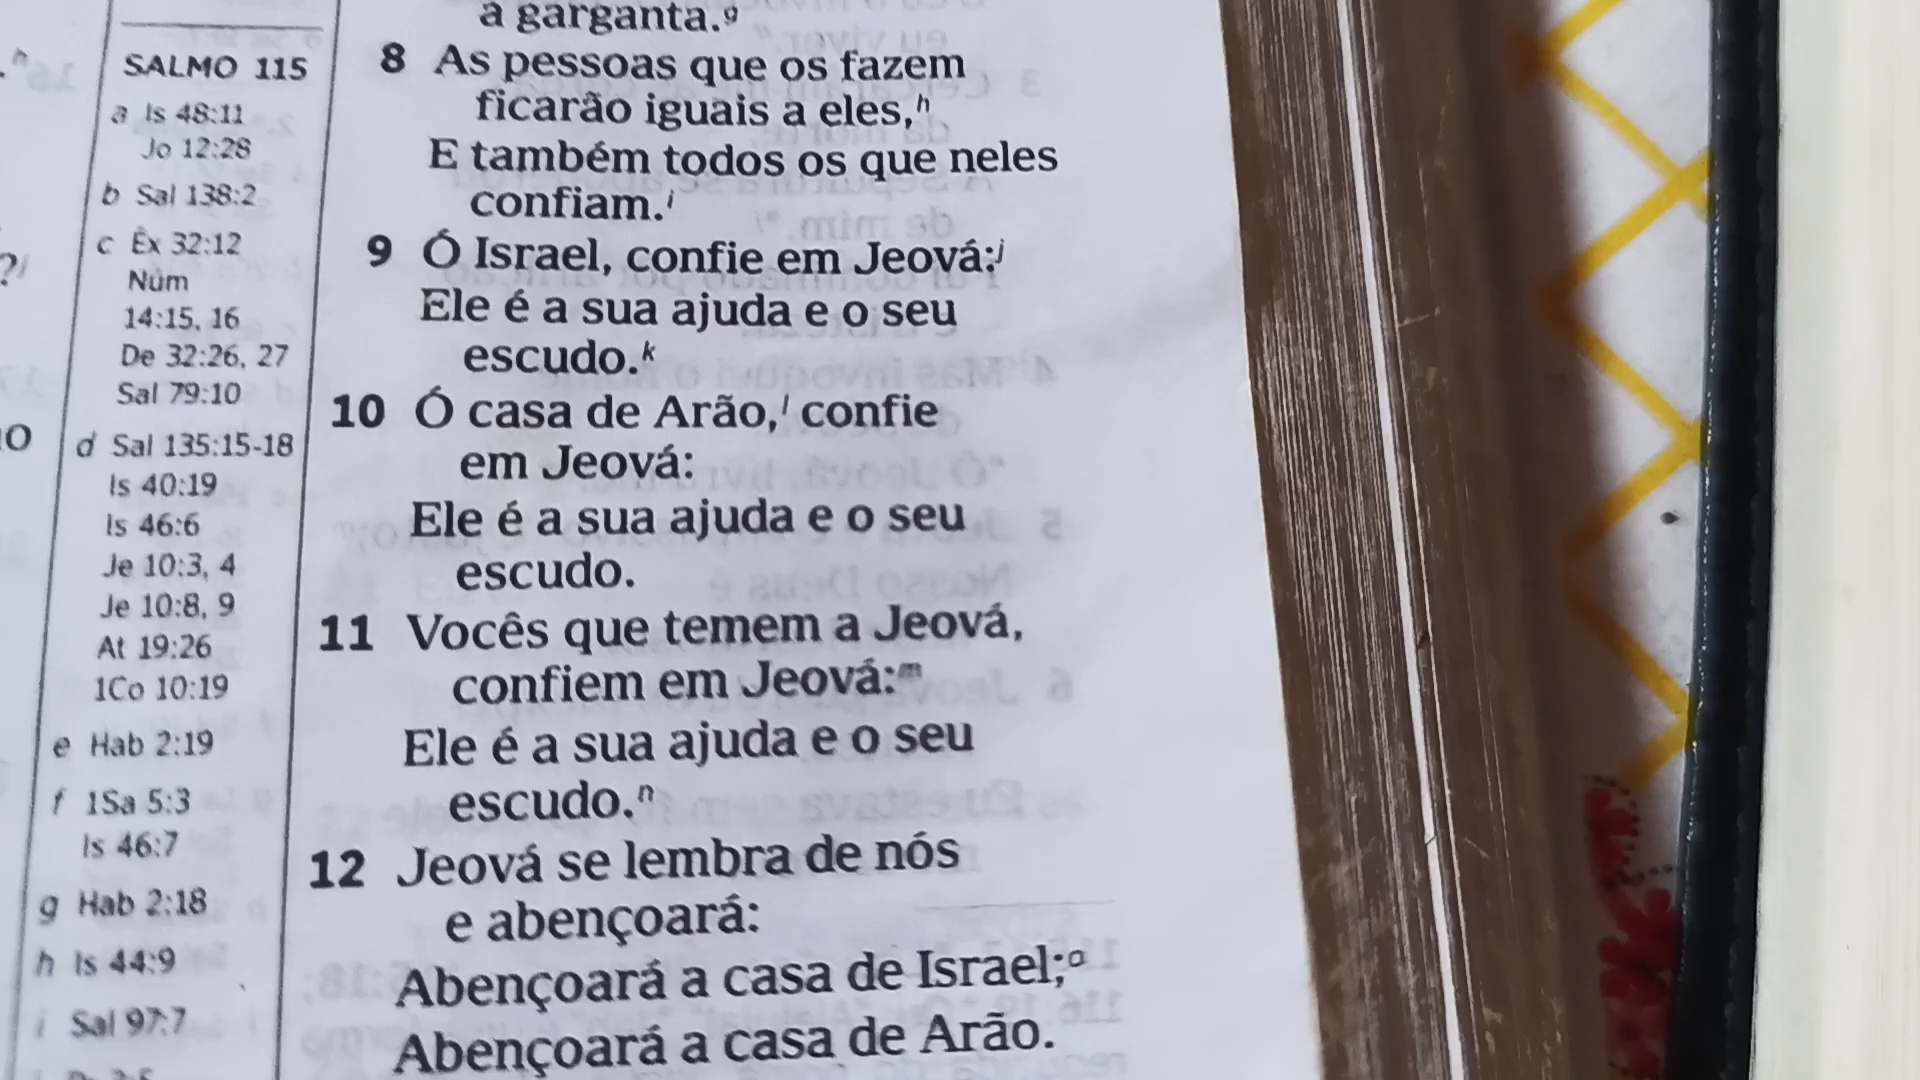 SALMO 115
a Is 48:11
Jo 12:28
b Sal 138:2
c Êx 32:12
Núm
14:15, 16
De 32:26, 27
Sal 79:10
d Sal 135:15-18
Is 40:19
Is 46:6
Je 10:3, 4
Je 10:8, 9
At 19:26
1Co 10:19
e Hab 2:19
f 1Sa 5:3
Is 46:7
g Hab 2:18
h Is 44:9
i Sal 97:7
a garganta.g
8 As pessoas que os fazem
ficarão iguais a eles,h
E também todos os que neles
confiam.i
9 Ó Israel, confie em Jeová:j
Ele é a sua ajuda e o seu
escudo.k
10 Ó casa de Arão,l confie
em Jeová:
Ele é a sua ajuda e o seu
escudo.
11 Vocês que temem a Jeová,
confiem em Jeová:m
Ele é a sua ajuda e o seu
escudo.n
12 Jeová se lembra de nós
e abençoará:
Abençoará a casa de Israel;o
Abençoará a casa de Arão.